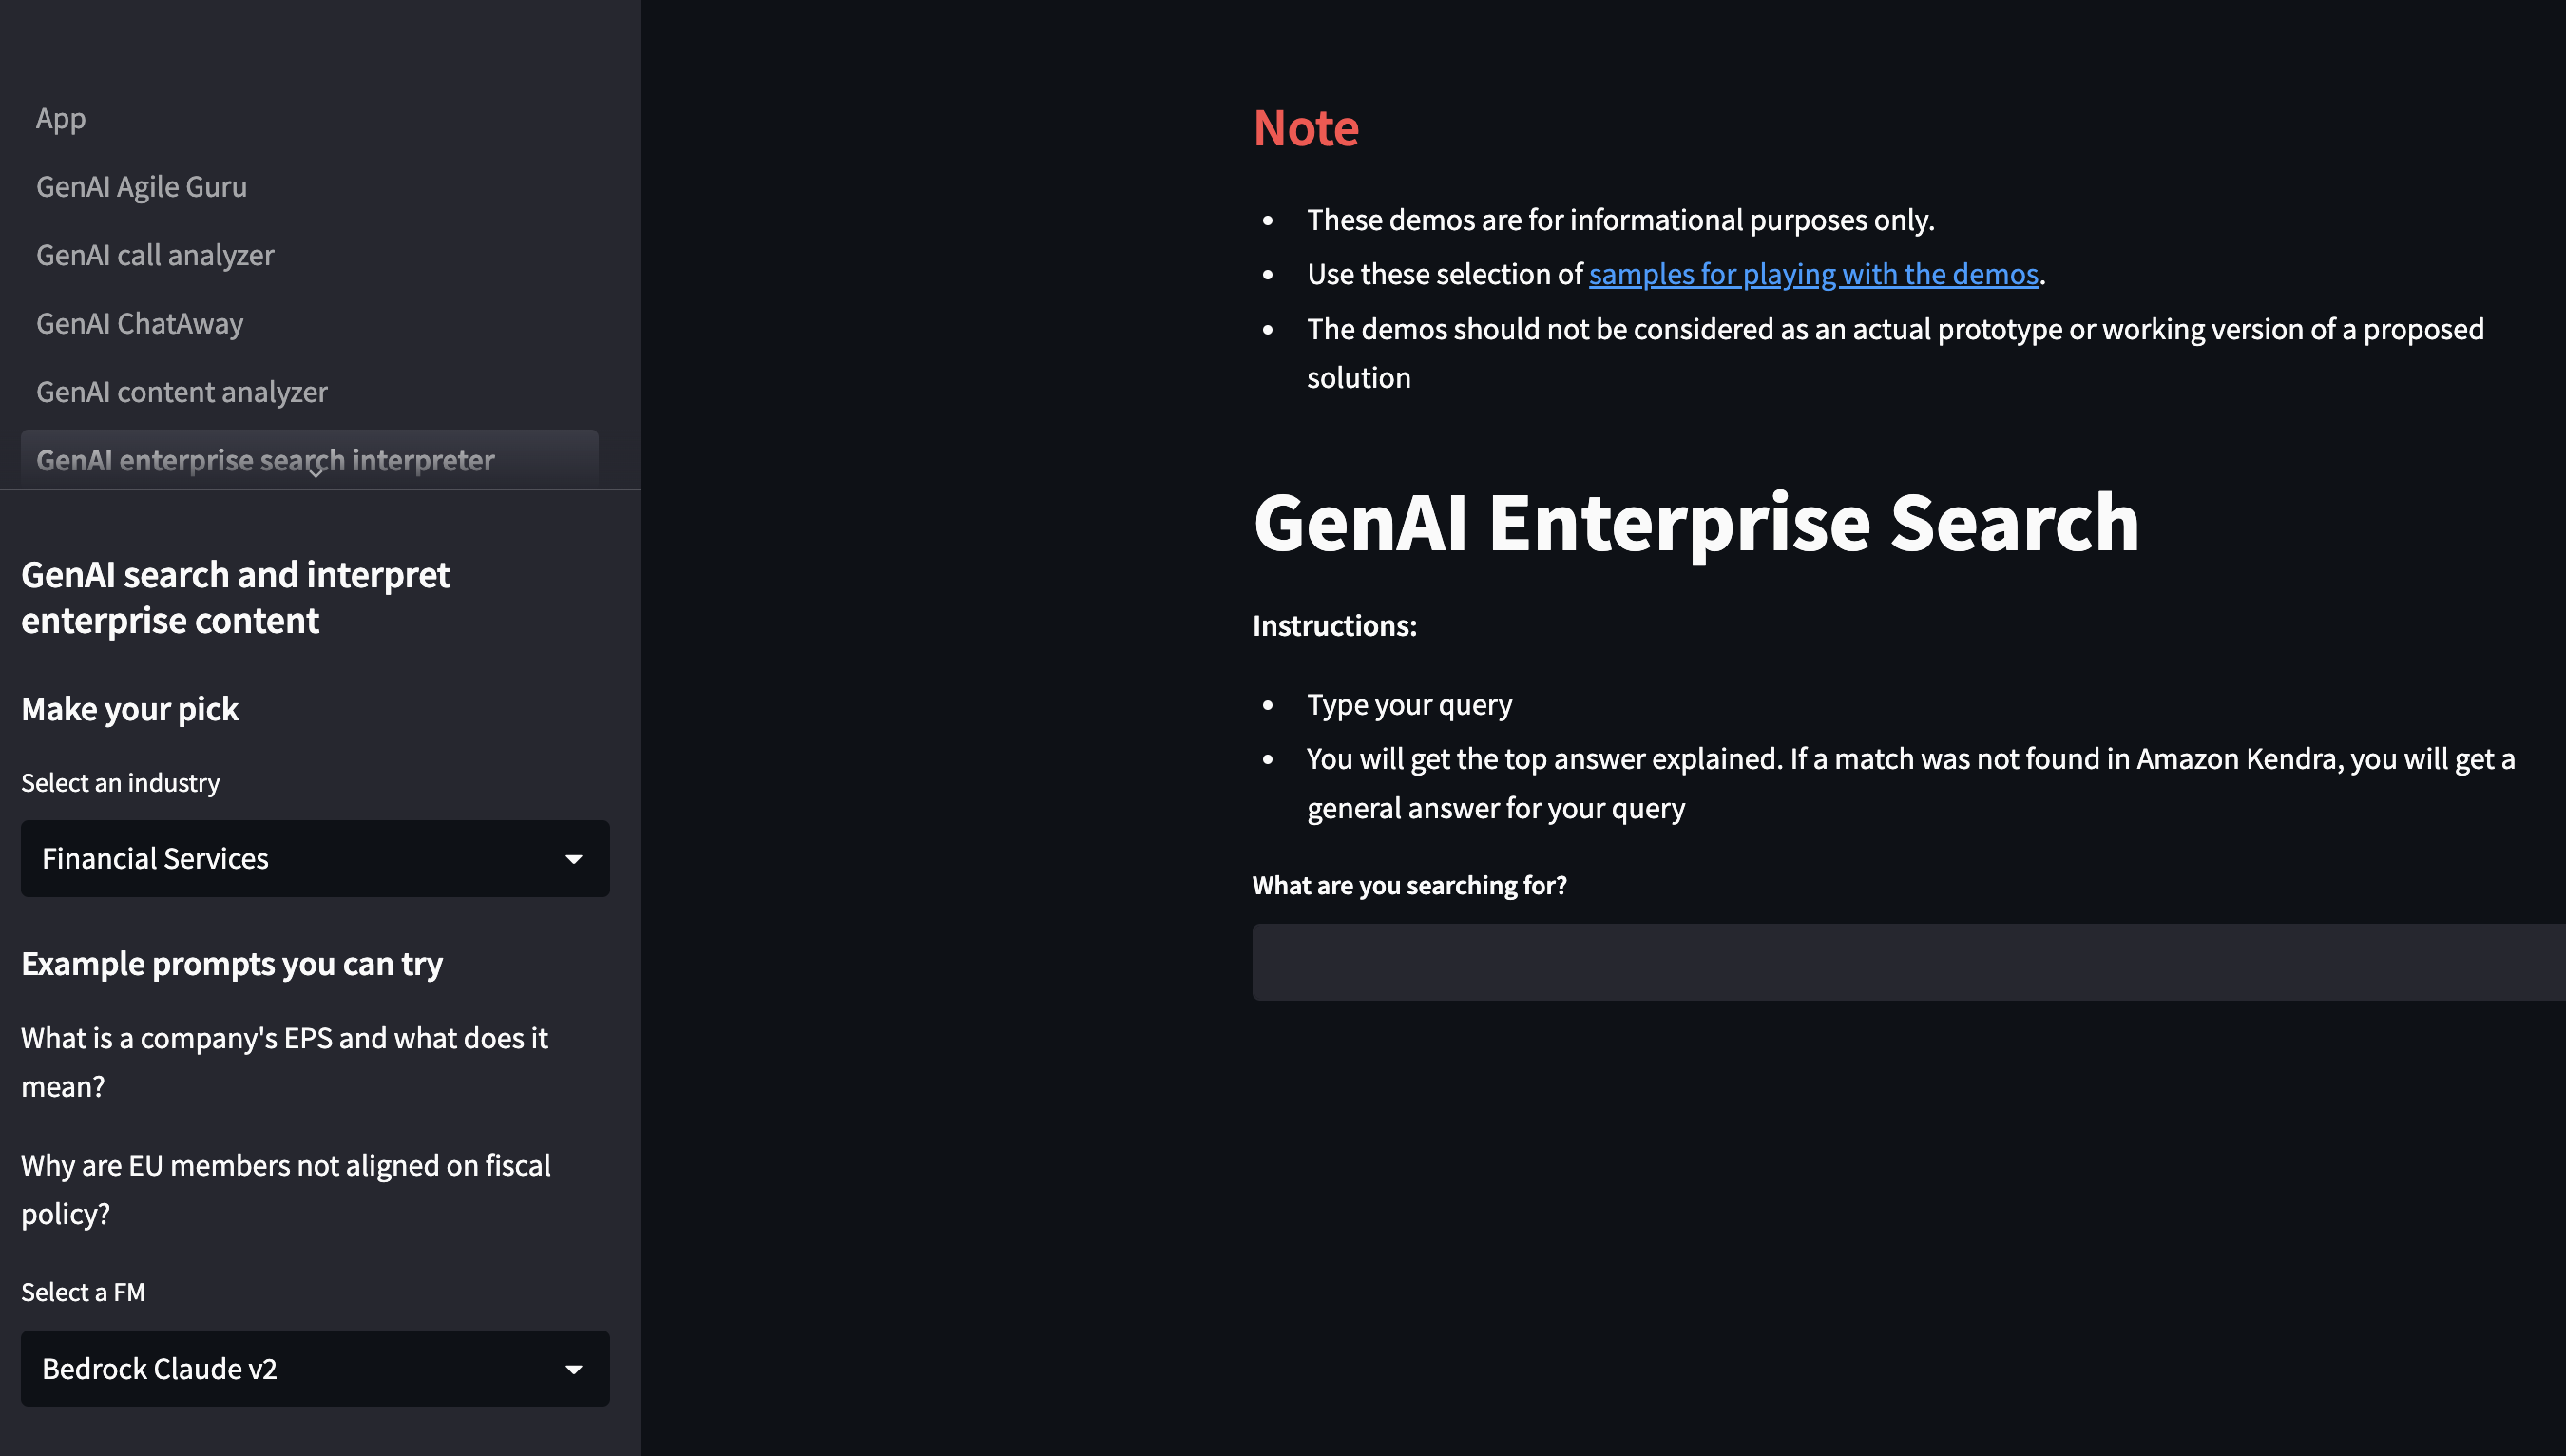 App
GenAI Agile Guru
GenAI call analyzer
GenAI ChatAway
GenAI content analyzer
GenAI enterprise search interpreter
GenAI search and interpret
enterprise content
Make your pick
Select an industry
Financial Services
Example prompts you can try
What is a company's EPS and what does it
mean?
Why are EU members not aligned on fiscal
policy?
Select a FM
Bedrock Claude v2
Note
• These demos are for informational purposes only.
• Use these selection of samples for playing with the demos.
• The demos should not be considered as an actual prototype or working version of a proposed
solution
GenAI Enterprise Search
Instructions:
• Type your query
• You will get the top answer explained. If a match was not found in Amazon Kendra, you will get a
general answer for your query
What are you searching for?